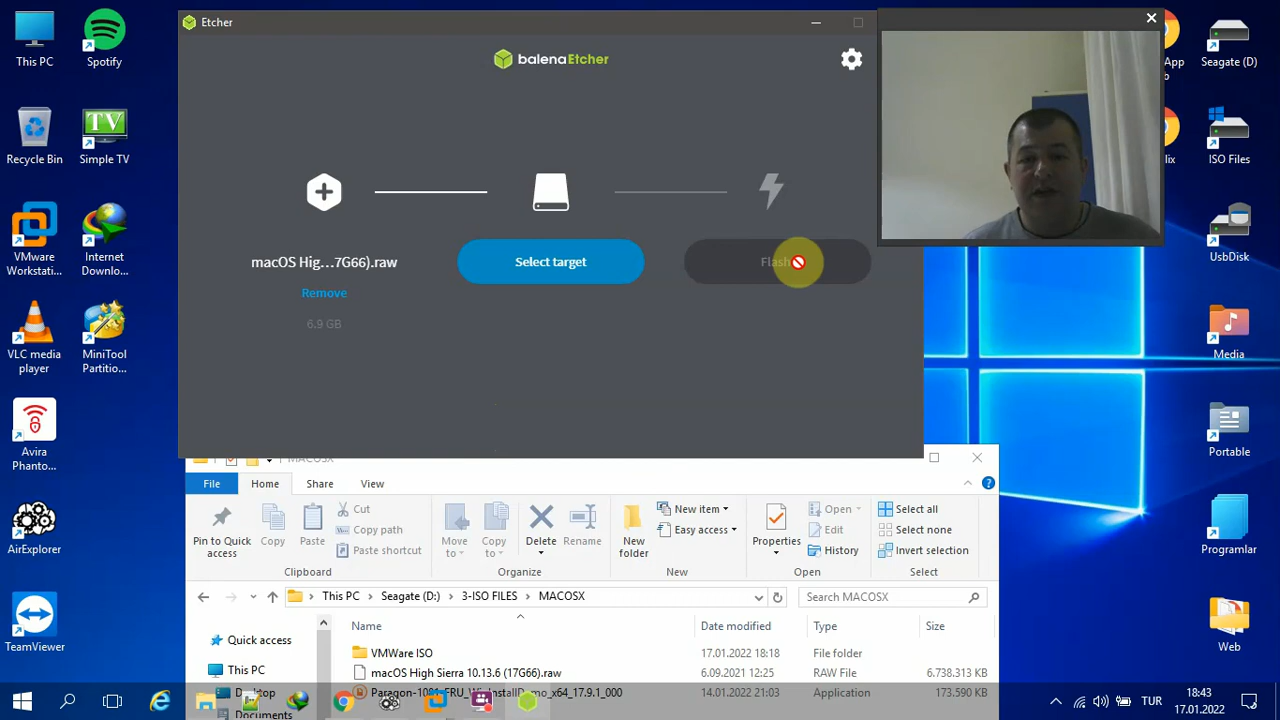 Etcher
balenaEtcher
macOS Hig...7G66).raw
Remove
6.9 GB
Select target
Flash
This PC
Spotify
Recycle Bin
Simple TV
VMware Workstati...
Internet Downlo...
VLC media player
MiniTool Partitio...
Avira Phanto...
AirExplorer
TeamViewer
App
Seagate (D)
ISO Files
UsbDisk
Media
Portable
Programlar
Web
MACOSX
File
Home
Share
View
Pin to Quick access
Copy
Paste
Cut
Copy path
Paste shortcut
Clipboard
Move to
Copy to
Delete
Rename
Organize
New folder
New item
Easy access
New
Properties
Open
Edit
History
Open
Select all
Select none
Invert selection
Select
This PC > Seagate (D:) > 3-ISO FILES > MACOSX
Search MACOSX
Quick access
This PC
Desktop
Documents
Name
Date modified
Type
Size
VMWare ISO
17.01.2022 18:18
File folder
macOS High Sierra 10.13.6 (17G66).raw
6.09.2021 12:25
RAW File
6.738.313 KB
14.01.2022 21:03
Application
173.590 KB
TUR
18:43
17.01.2022